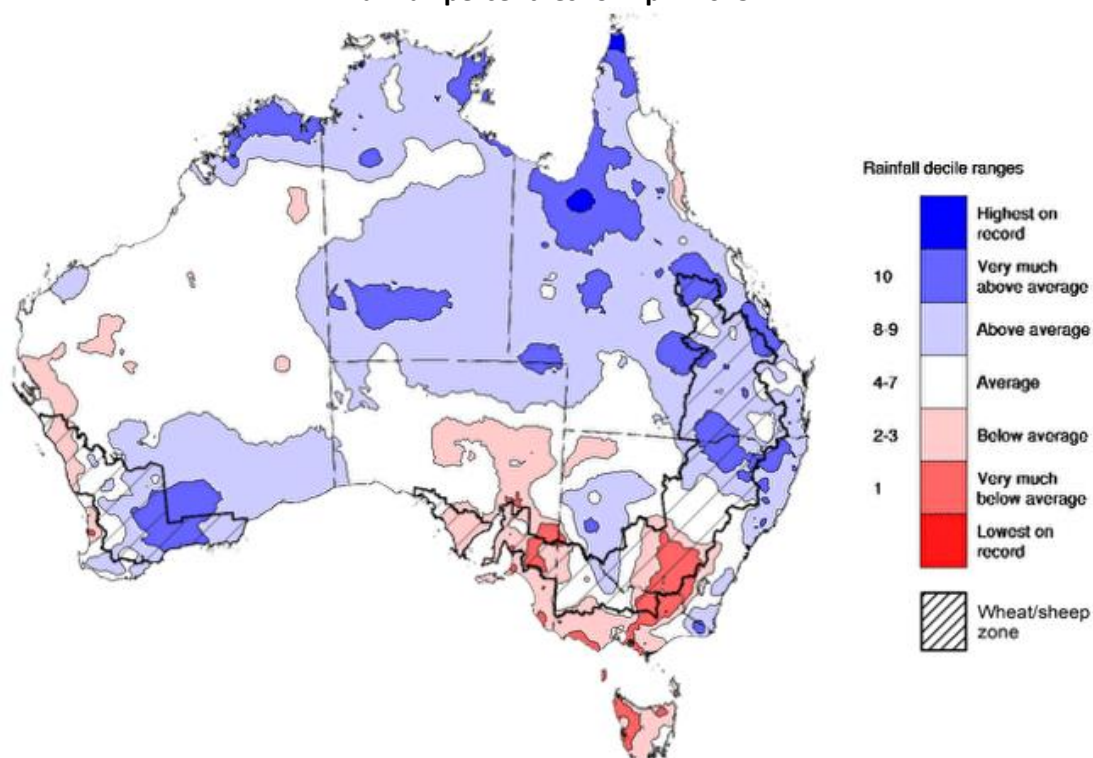 Rainfall decile ranges
Highest on
record
10
Very much
above average
8-9
Above average
4-7
Average
2-3
Below average
1
Very much
below average
Lowest on
record
Wheat/sheep
zone